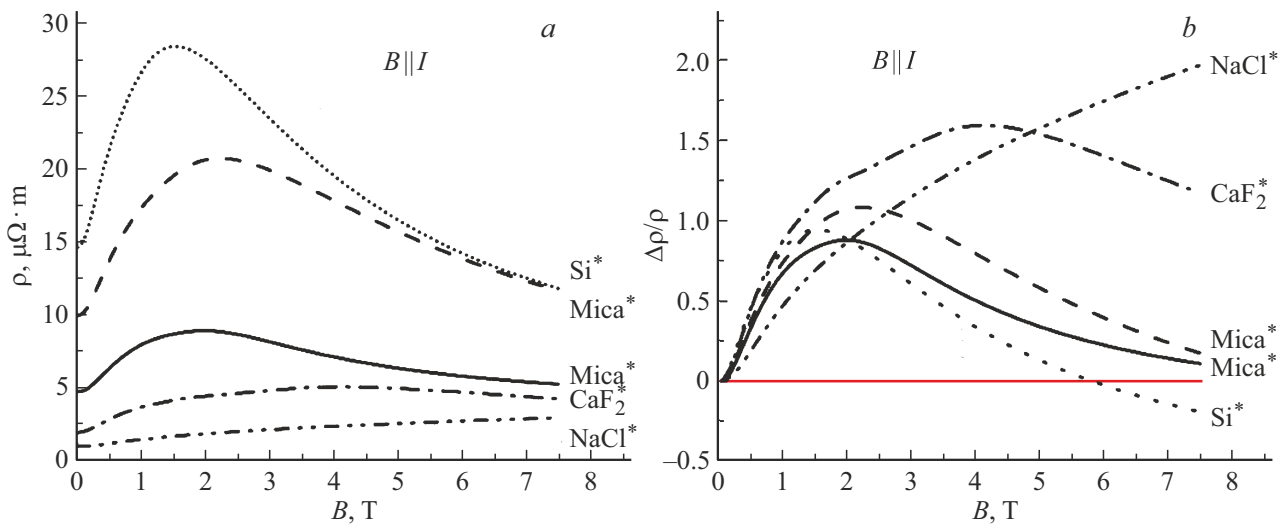 a
B||I
30
25
20
15
10
5
0
ρ, μΩ · m
Si*
Mica*
Mica*
CaF₂*
NaCl*
0 1 2 3 4 5 6 7 8
B, T
b
B||I
2.0
1.5
1.0
0.5
0
–0.5
Δρ/ρ
NaCl*
CaF₂*
Mica*
Mica*
Si*
0 1 2 3 4 5 6 7 8
B, T